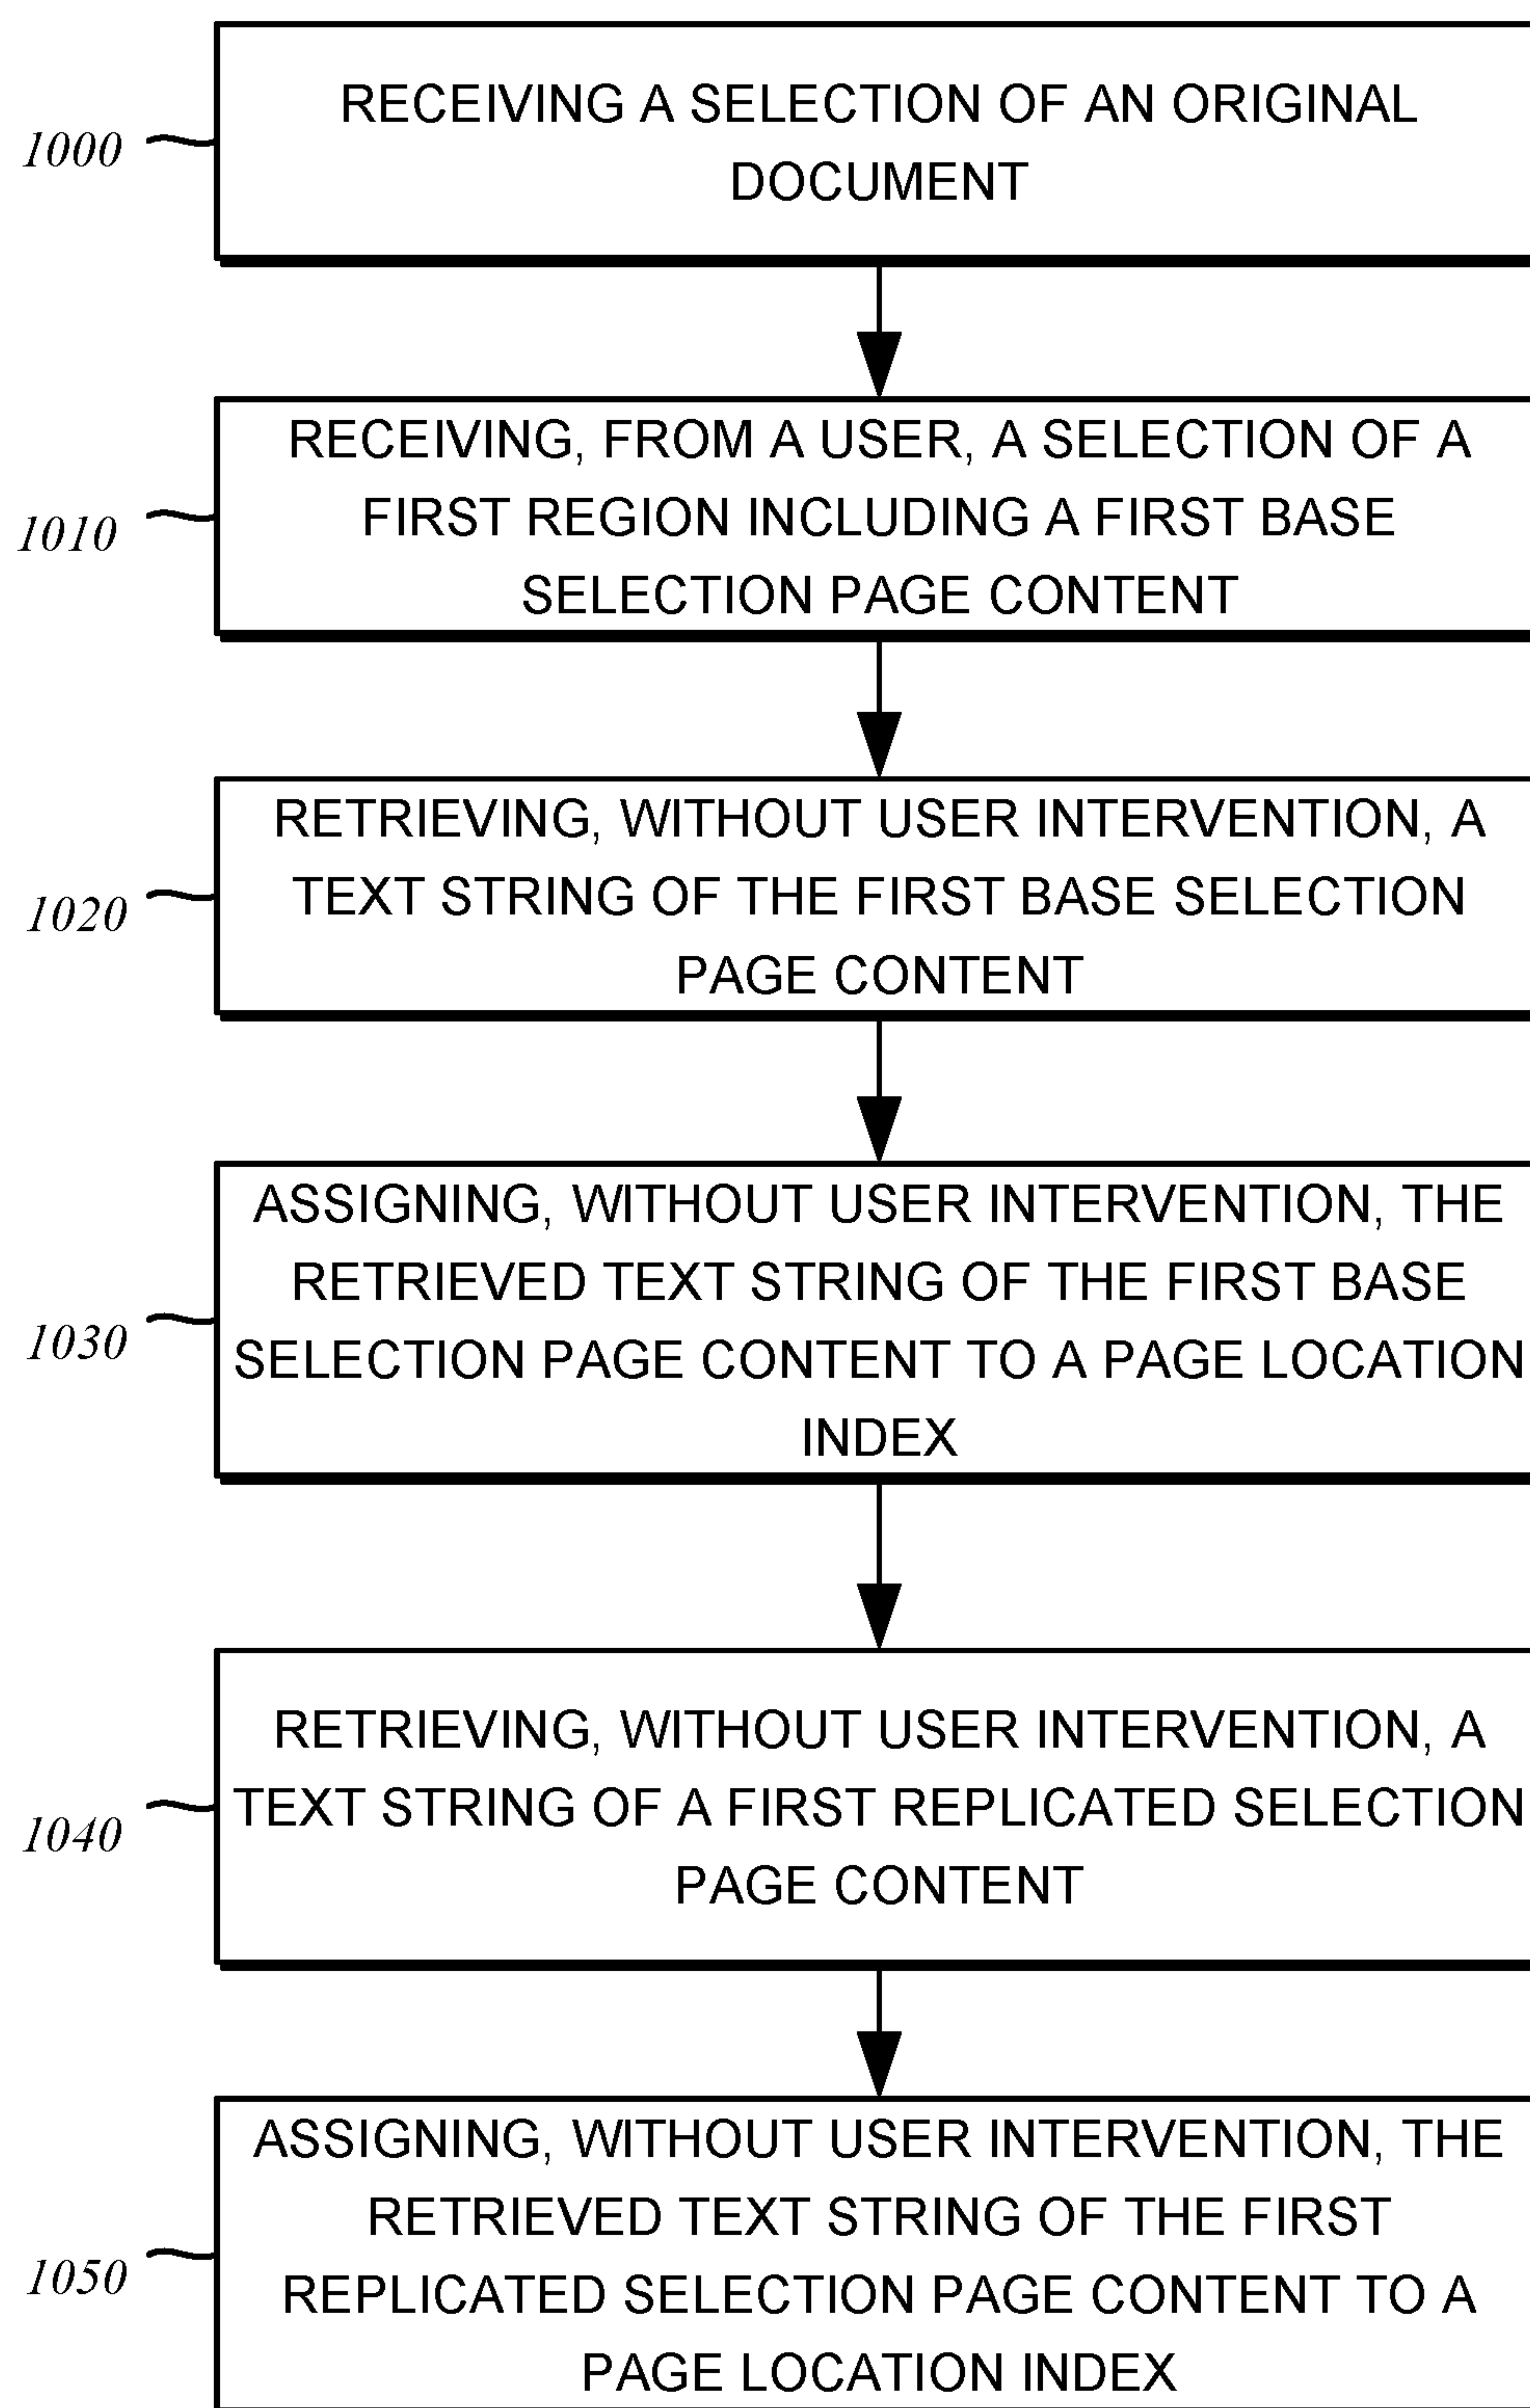 RECEIVING A SELECTION OF AN ORIGINAL
DOCUMENT
1000
RECEIVING, FROM A USER, A SELECTION OF A
FIRST REGION INCLUDING A FIRST BASE
SELECTION PAGE CONTENT
1010
RETRIEVING, WITHOUT USER INTERVENTION, A
TEXT STRING OF THE FIRST BASE SELECTION
PAGE CONTENT
1020
ASSIGNING, WITHOUT USER INTERVENTION, THE
RETRIEVED TEXT STRING OF THE FIRST BASE
SELECTION PAGE CONTENT TO A PAGE LOCATION
INDEX
1030
RETRIEVING, WITHOUT USER INTERVENTION, A
TEXT STRING OF A FIRST REPLICATED SELECTION
PAGE CONTENT
1040
ASSIGNING, WITHOUT USER INTERVENTION, THE
RETRIEVED TEXT STRING OF THE FIRST
REPLICATED SELECTION PAGE CONTENT TO A
PAGE LOCATION INDEX
1050